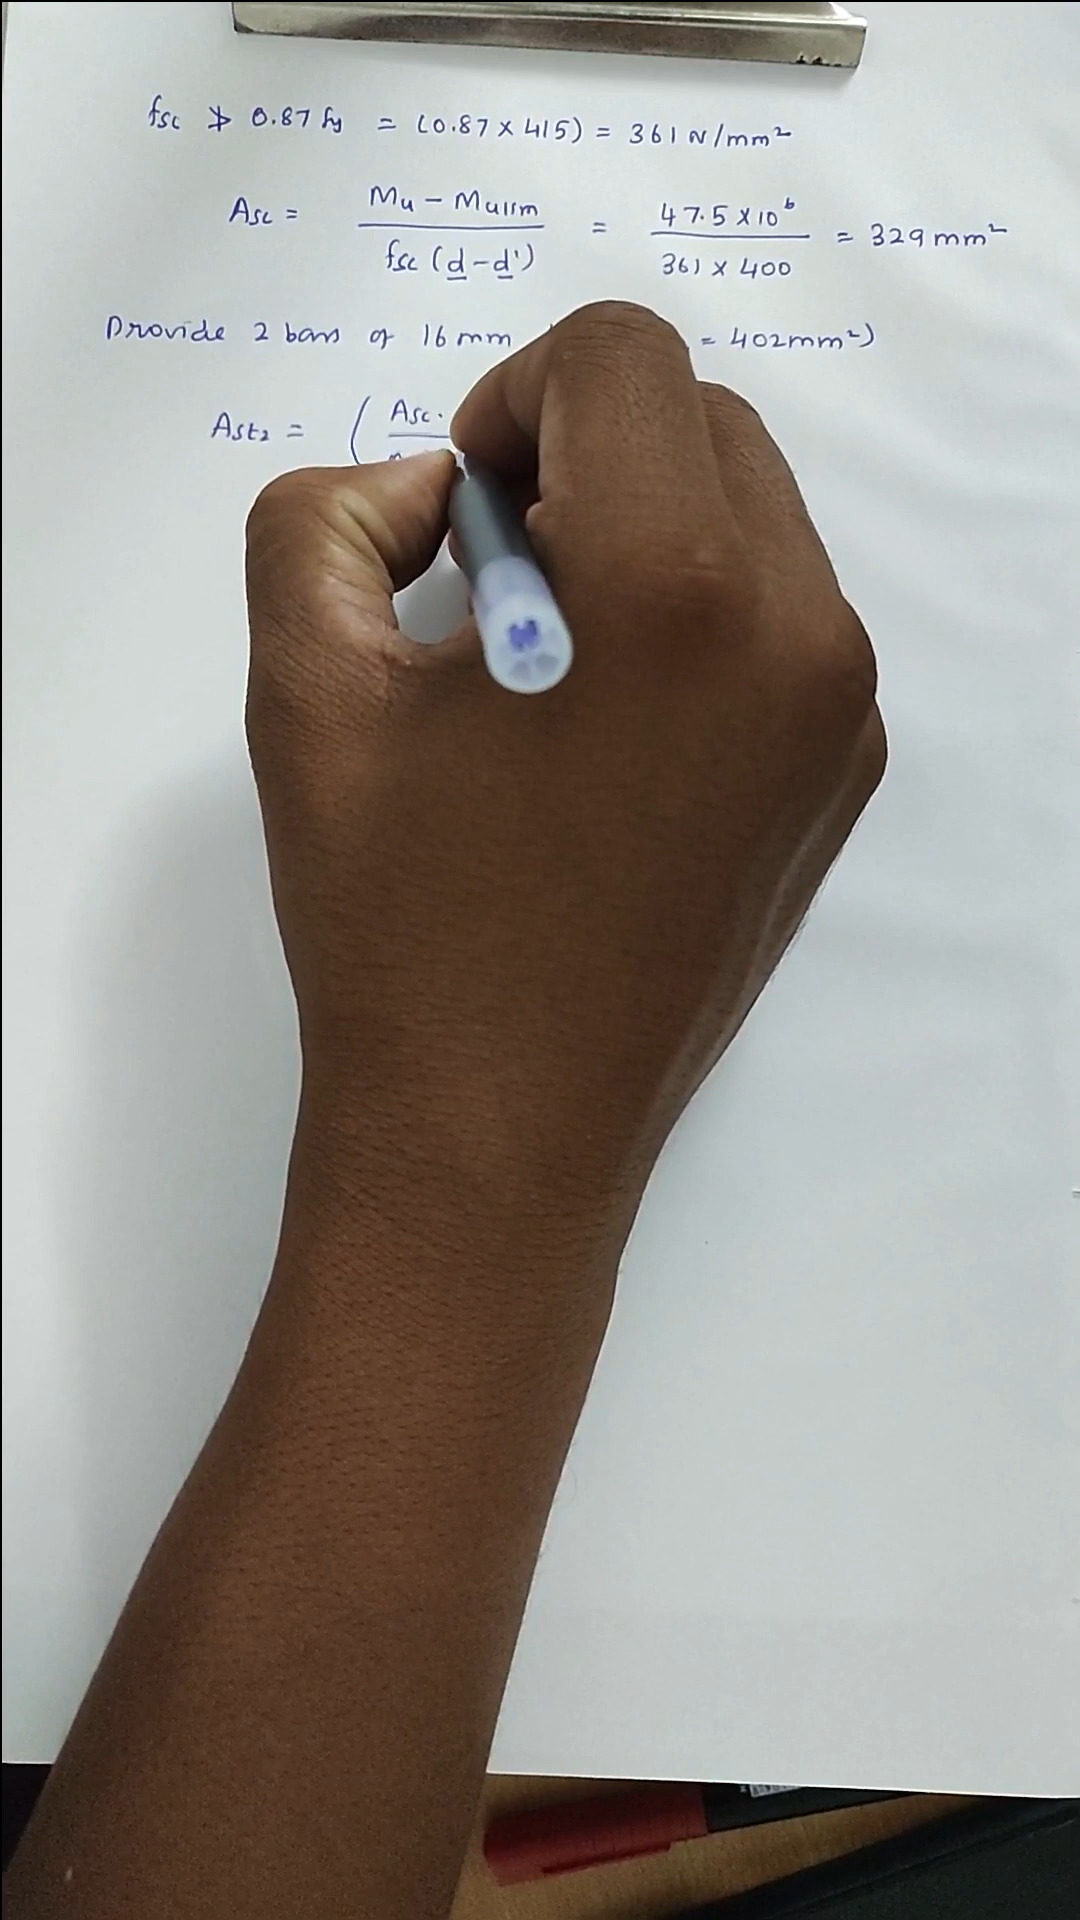 fsc ≯ 0.87 fy = (0.87 × 415) = 361 N/mm²
Asc = Mu - Mulim / fsc (d - d') = 47.5 × 10⁶ / 361 × 400 = 329 mm²
Provide 2 bars of 16 mm = 402mm²)
Ast₂ = ( Asc.